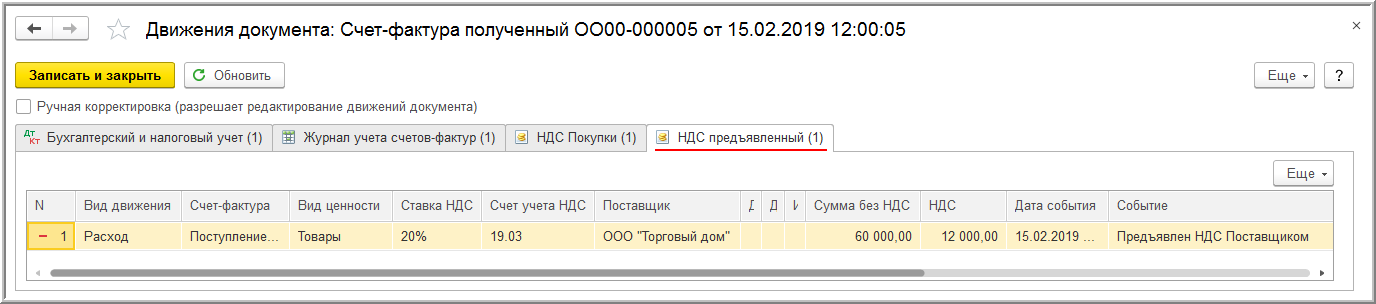 Движения документа: Счет-фактура полученный ОО00-000005 от 15.02.2019 12:00:05
Записать и закрыть Обновить Еще ?
Ручная корректировка (разрешает редактирование движений документа)
Дт Кт Бухгалтерский и налоговый учет (1) Журнал учета счетов-фактур (1) НДС Покупки (1) НДС предъявленный (1)
Еще
N Вид движения Счет-фактура Вид ценности Ставка НДС Счет учета НДС Поставщик Д Д И Сумма без НДС НДС Дата события Событие
1 Расход Поступление... Товары 20% 19.03 ООО "Торговый дом" 60 000,00 12 000,00 15.02.2019 ... Предъявлен НДС Поставщиком